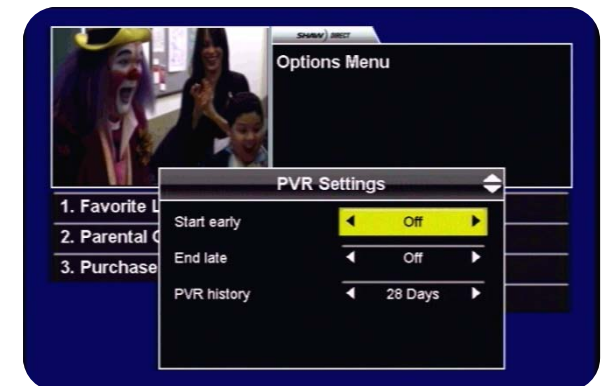 SHAW) DIRECT
Options Menu
PVR Settings
1. Favorite L
2. Parental C
3. Purchase
Start early Off
End late Off
PVR history 28 Days